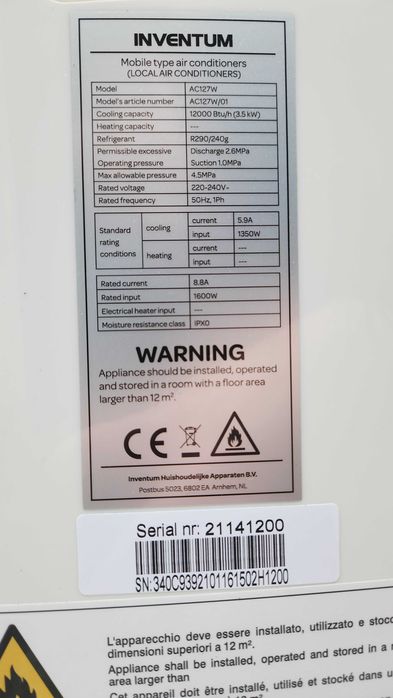 INVENTUM
Mobile type air conditioners
(LOCAL AIR CONDITIONERS)
Model AC127W
Model's article number AC127W/01
Cooling capacity 12000 Btu/h (3.5 kW)
Heating capacity ---
Refrigerant R290/240g
Permissible excessive Discharge 2.6MPa
Operating pressure Suction 1.0MPa
Max allowable pressure 4.5MPa
Rated voltage 220-240V~
Rated frequency 50Hz, 1Ph
Standard rating conditions
cooling current 5.9A
input 1350W
heating current ---
input ---
Rated current 8.8A
Rated input 1600W
Electrical heater input ---
Moisture resistance class IPX0
WARNING
Appliance should be installed, operated
and stored in a room with a floor area
larger than 12 m².
CE
Inventum Huishoudelijke Apparaten B.V.
Postbus 5023, 6802 EA Arnhem, NL
Serial nr: 21141200
SN:340C9392101161502H1200
L'apparecchio deve essere installato, utilizzato e
dimensioni superiori a 12 m².
Appliance shall be installed, operated and stored in a
area larger than
Cet appareil doit être installé, utilisé et stocké dans